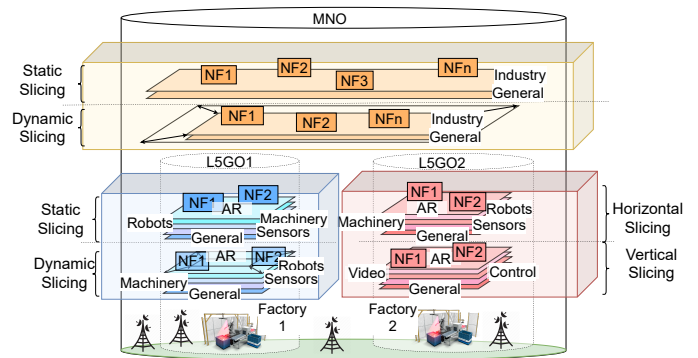 MNO
Static
Slicing
NF1
NF2
NF3
NFn
Industry
General
Dynamic
Slicing
NF1
NF2
NFn
Industry
General
L5GO1
L5GO2
Static
Slicing
NF1
NF2
AR
Robots
Machinery
Sensors
General
Dynamic
Slicing
NF1
NF2
AR
Robots
Sensors
Machinery
General
NF1
NF2
AR
Robots
Machinery
Sensors
General
Horizontal
Slicing
NF1
NF2
AR
Video
Control
General
Vertical
Slicing
Factory
1
Factory
2